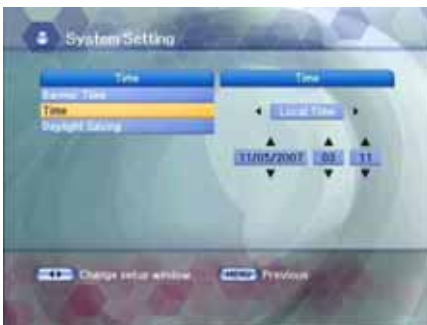 System Setting
Time
Time
Banner Time
Time
Daylight Saving
Local Time
11/05/2007 03 11
Change setup window
MENU Previous